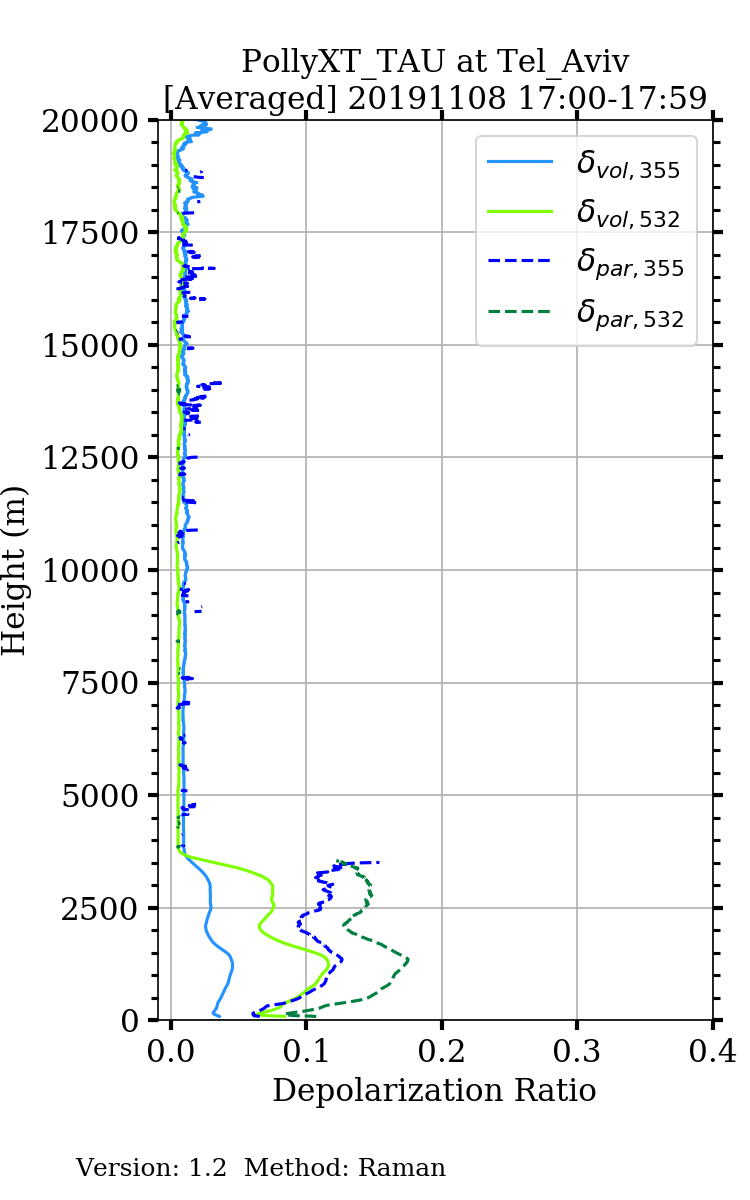 PollyXT_TAU at Tel_Aviv
[Averaged] 20191108 17:00-17:59
δvol, 355
δvol, 532
δpar, 355
δpar, 532
20000
17500
15000
12500
10000
7500
5000
2500
0
Height (m)
0.0 0.1 0.2 0.3 0.4
Depolarization Ratio
Version: 1.2 Method: Raman